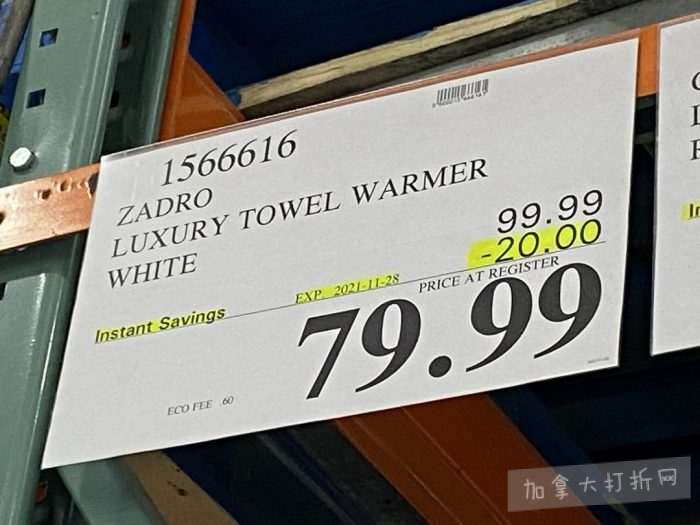 1566616
ZADRO
LUXURY TOWEL WARMER
WHITE
99.99
-20.00
Instant Savings
EXP. 2021-11-28
PRICE AT REGISTER
79.99
ECO FEE .60
加拿大打折网